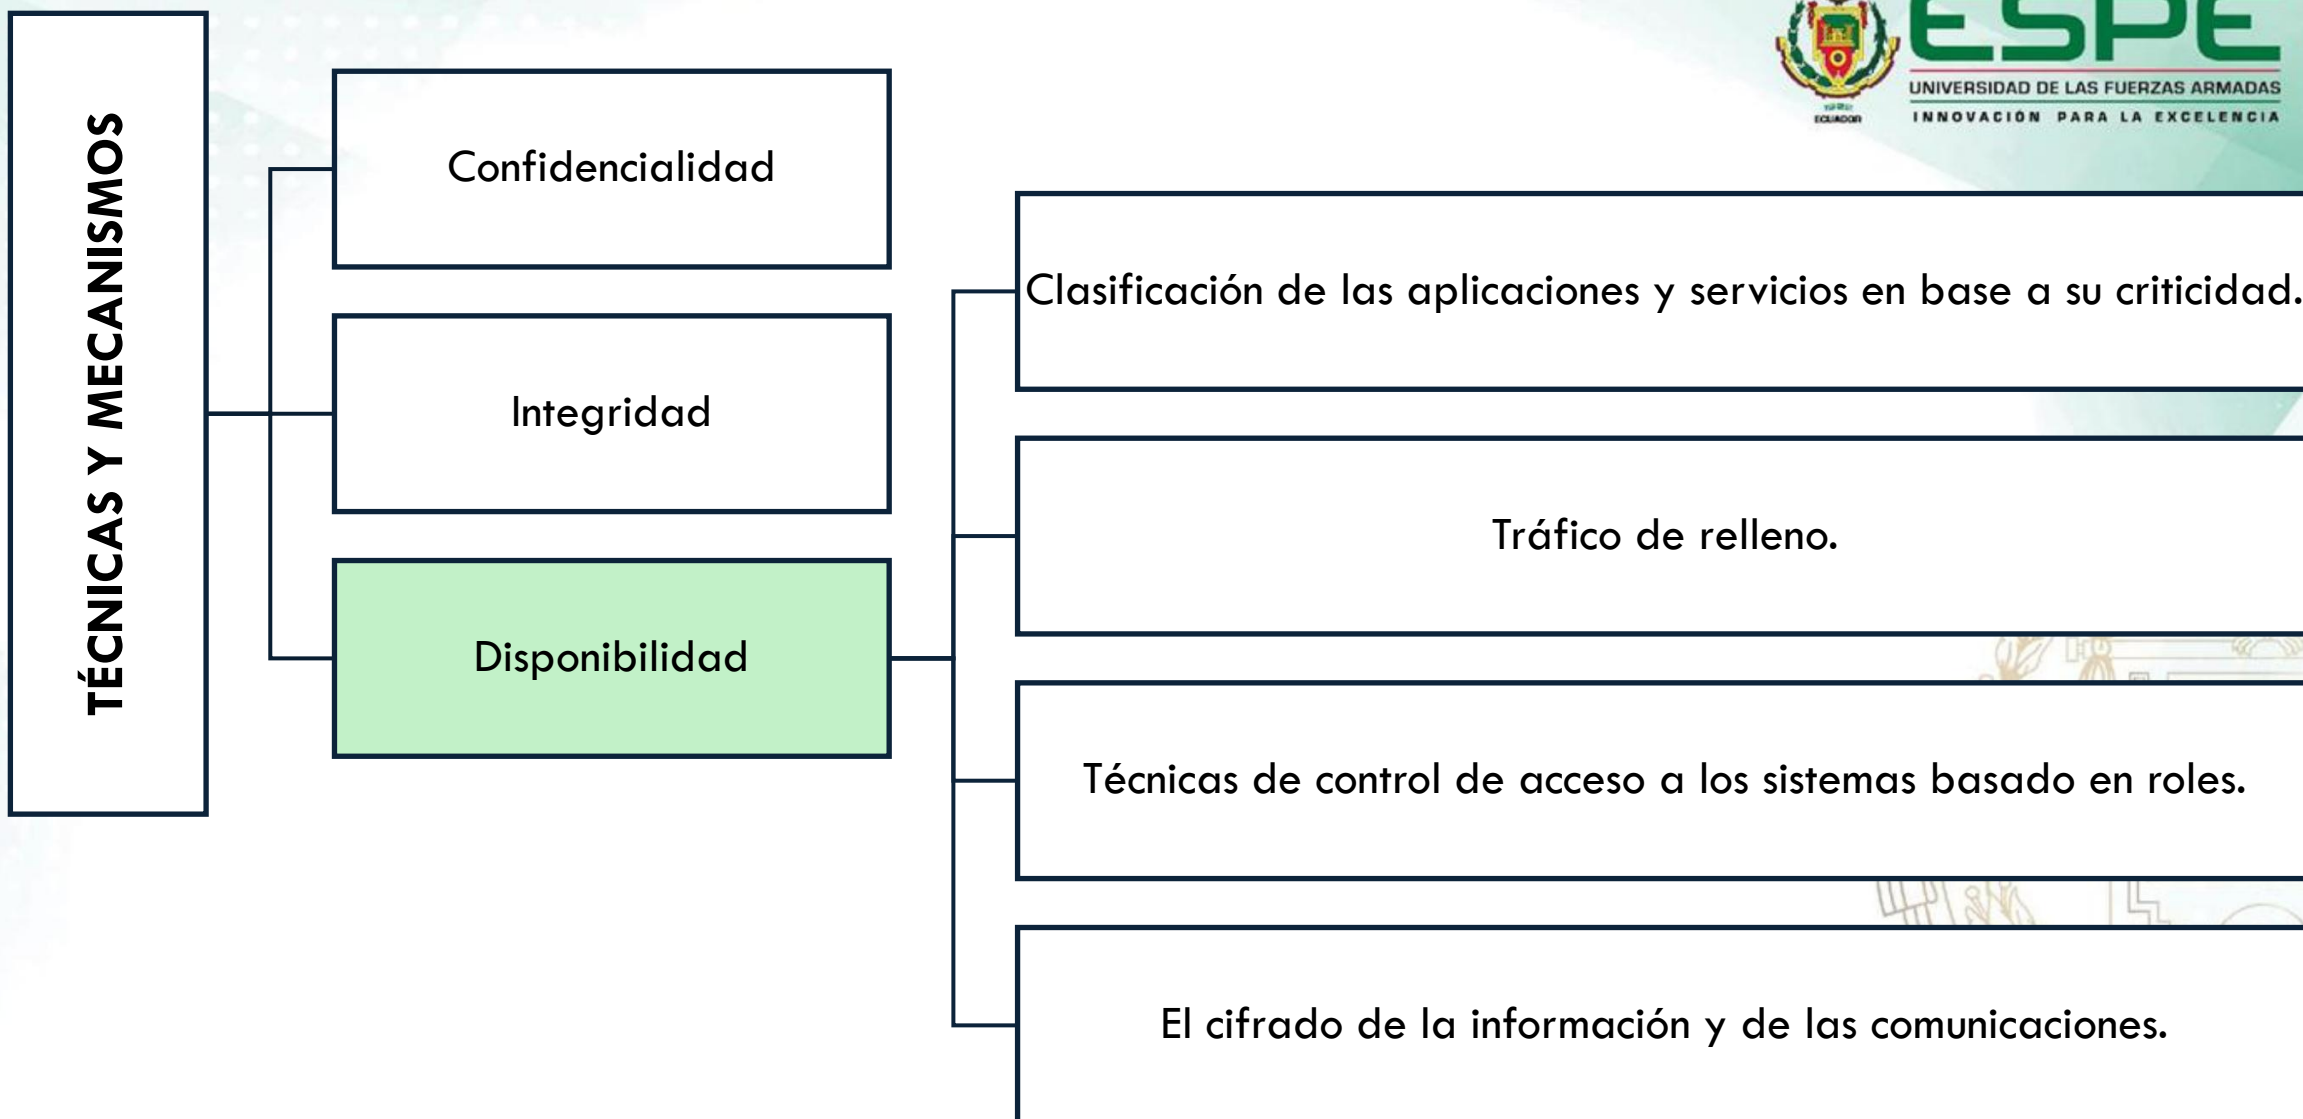 ESPE
UNIVERSIDAD DE LAS FUERZAS ARMADAS
INNOVACIÓN PARA LA EXCELENCIA
ECUADOR
TÉCNICAS Y MECANISMOS
Confidencialidad
Integridad
Disponibilidad
Clasificación de las aplicaciones y servicios en base a su criticidad.
Tráfico de relleno.
Técnicas de control de acceso a los sistemas basado en roles.
El cifrado de la información y de las comunicaciones.